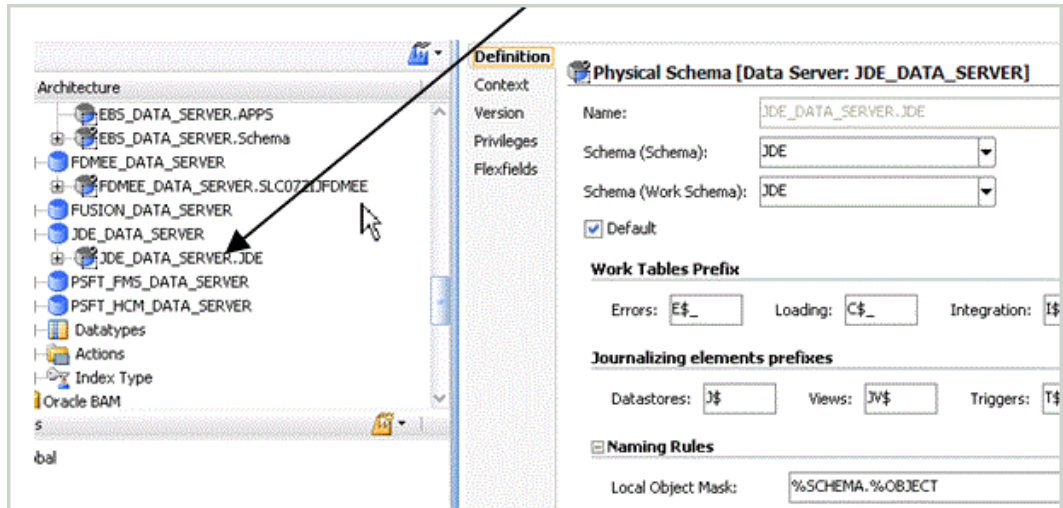 Architecture
EBS_DATA_SERVER.APPS
EBS_DATA_SERVER.Schema
FDMEE_DATA_SERVER
FUSION_DATA_SERVER
JDE_DATA_SERVER
JDE_DATA_SERVER.JDE
PSFT_FMS_DATA_SERVER
PSFT_HCM_DATA_SERVER
Datatypes
Actions
Index Type
Oracle BAM
s
bal
Definition
Context
Version
Privileges
Flexfields
Physical Schema [Data Server: JDE_DATA_SERVER]
Name: JDE_DATA_SERVER.JDE
Schema (Schema): JDE
Schema (Work Schema): JDE
Default
Work Tables Prefix
Errors: E$_ Loading: C$_ Integration: I$
Journalizing elements prefixes
Datastores: J$ Views: JV$ Triggers: T$
Naming Rules
Local Object Mask: %SCHEMA.%OBJECT